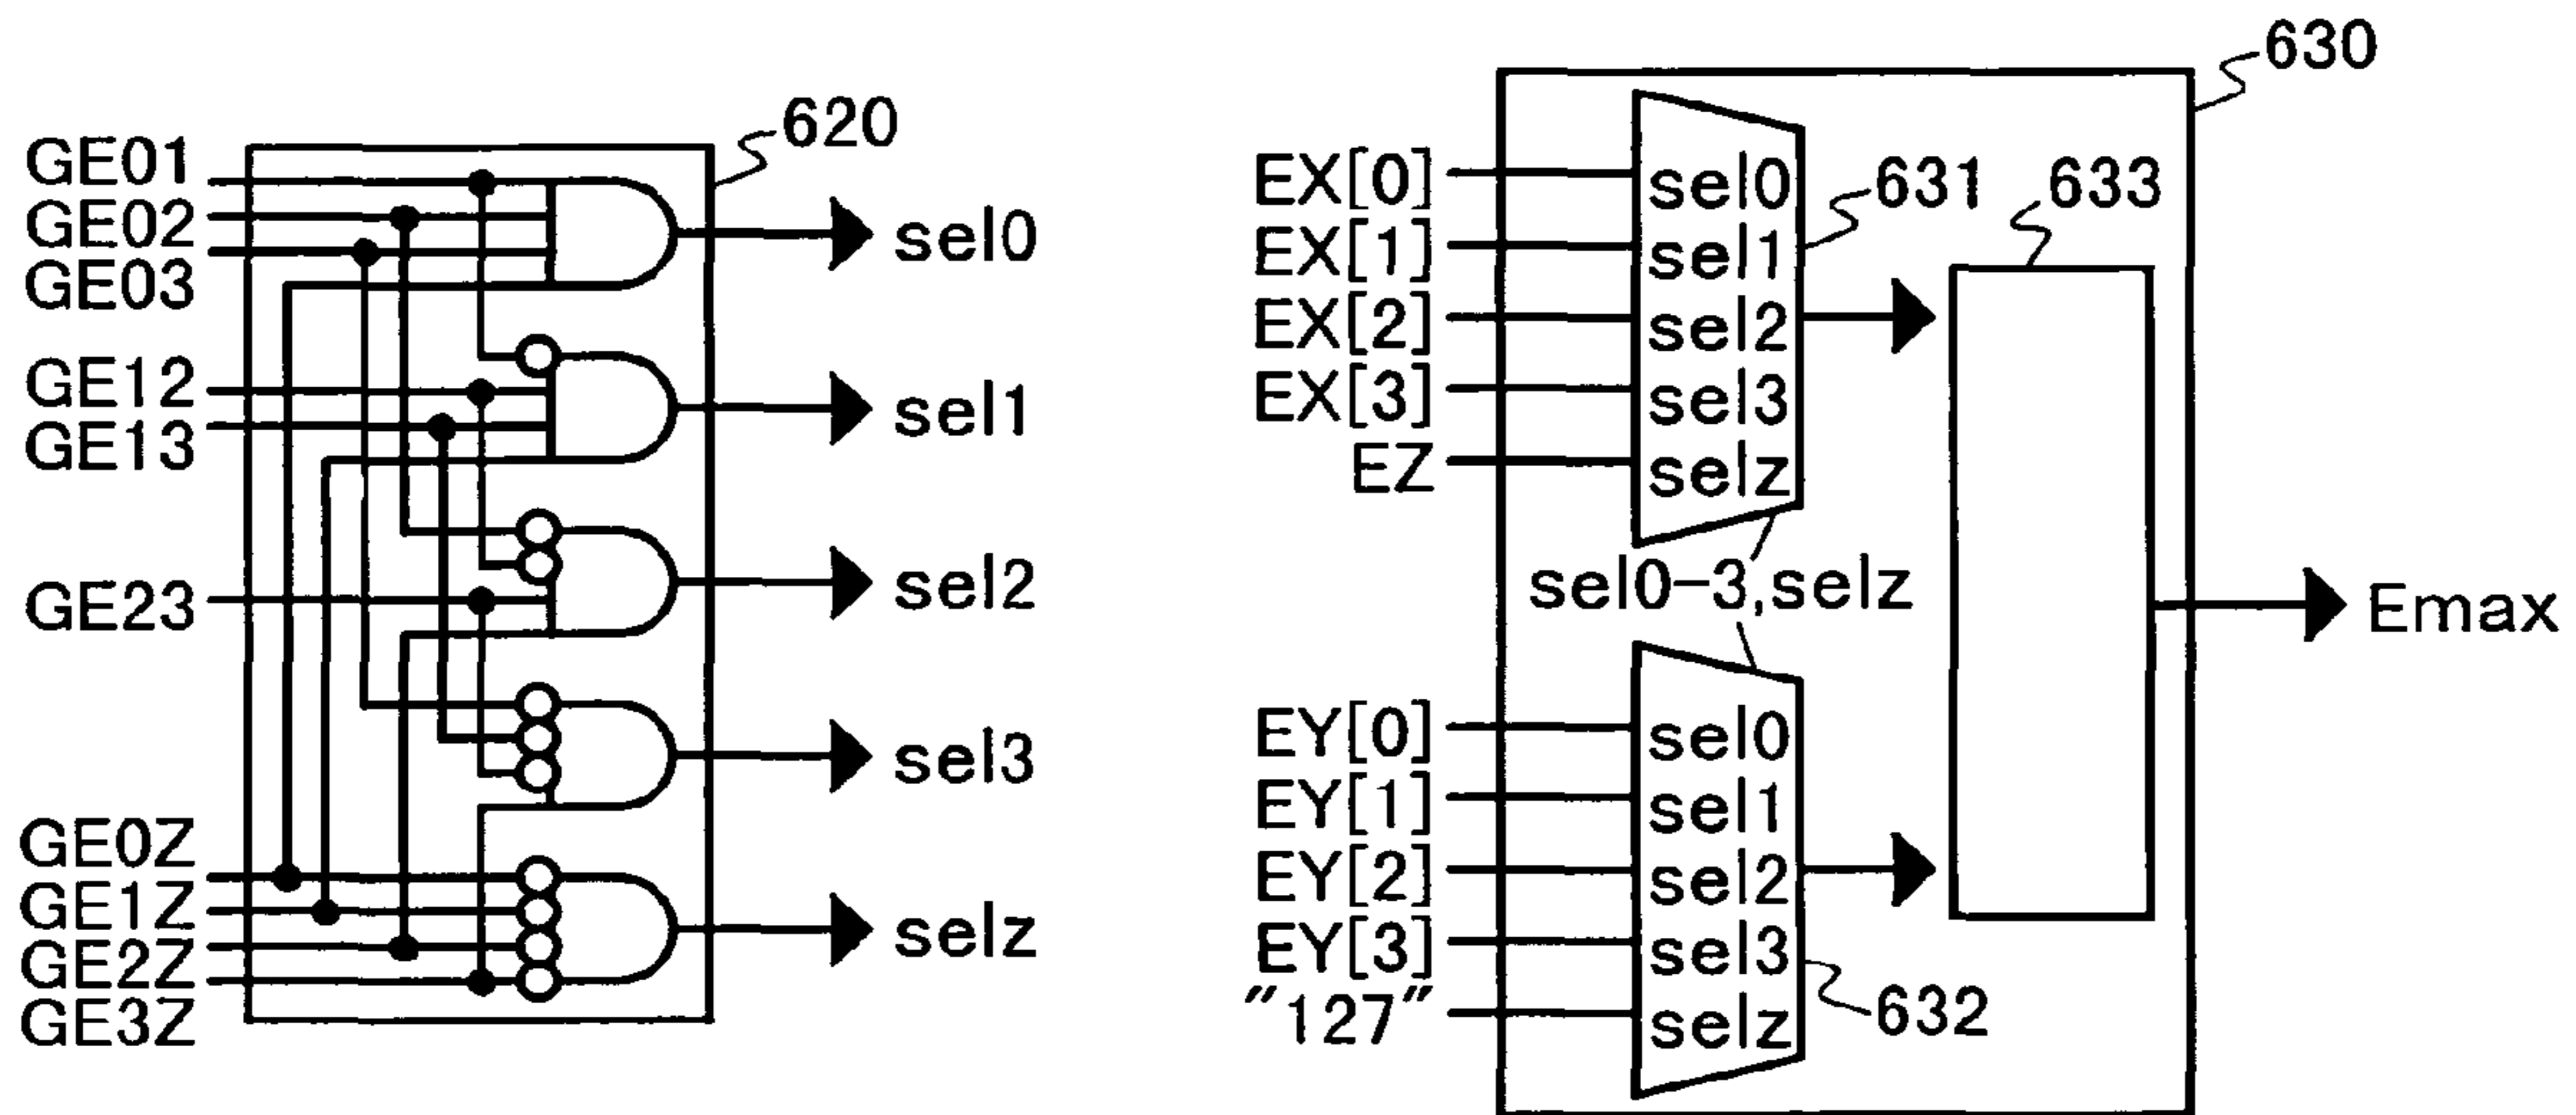 620
GE01
GE02
GE03
GE12
GE13
GE23
GE0Z
GE1Z
GE2Z
GE3Z
sel0
sel1
sel2
sel3
selz
630
EX[0]
EX[1]
EX[2]
EX[3]
EZ
sel0
sel1
sel2
sel3
selz
631
633
sel0-3,selz
Emax
EY[0]
EY[1]
EY[2]
EY[3]
"127"
sel0
sel1
sel2
sel3
selz
632